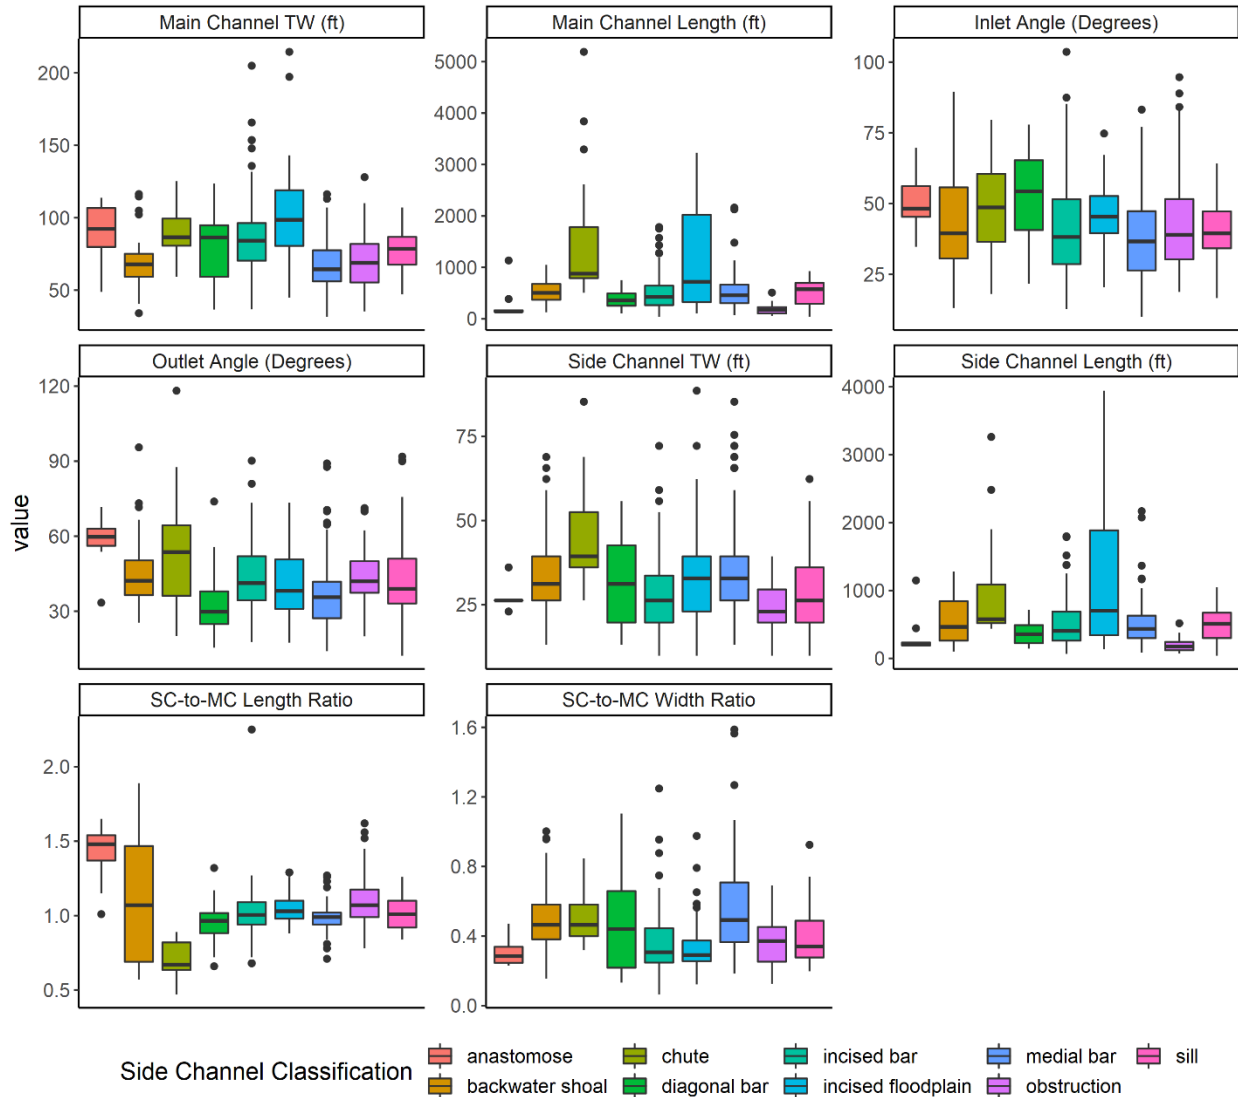 Main Channel TW (ft)
Main Channel Length (ft)
Inlet Angle (Degrees)
200
150
100
50
5000
4000
3000
2000
1000
0
100
75
50
25
Outlet Angle (Degrees)
Side Channel TW (ft)
Side Channel Length (ft)
120
90
60
30
75
50
25
4000
3000
2000
1000
0
value
SC-to-MC Length Ratio
SC-to-MC Width Ratio
2.0
1.5
1.0
0.5
1.6
1.2
0.8
0.4
0.0
Side Channel Classification
anastomose
chute
incised bar
medial bar
sill
backwater shoal
diagonal bar
incised floodplain
obstruction